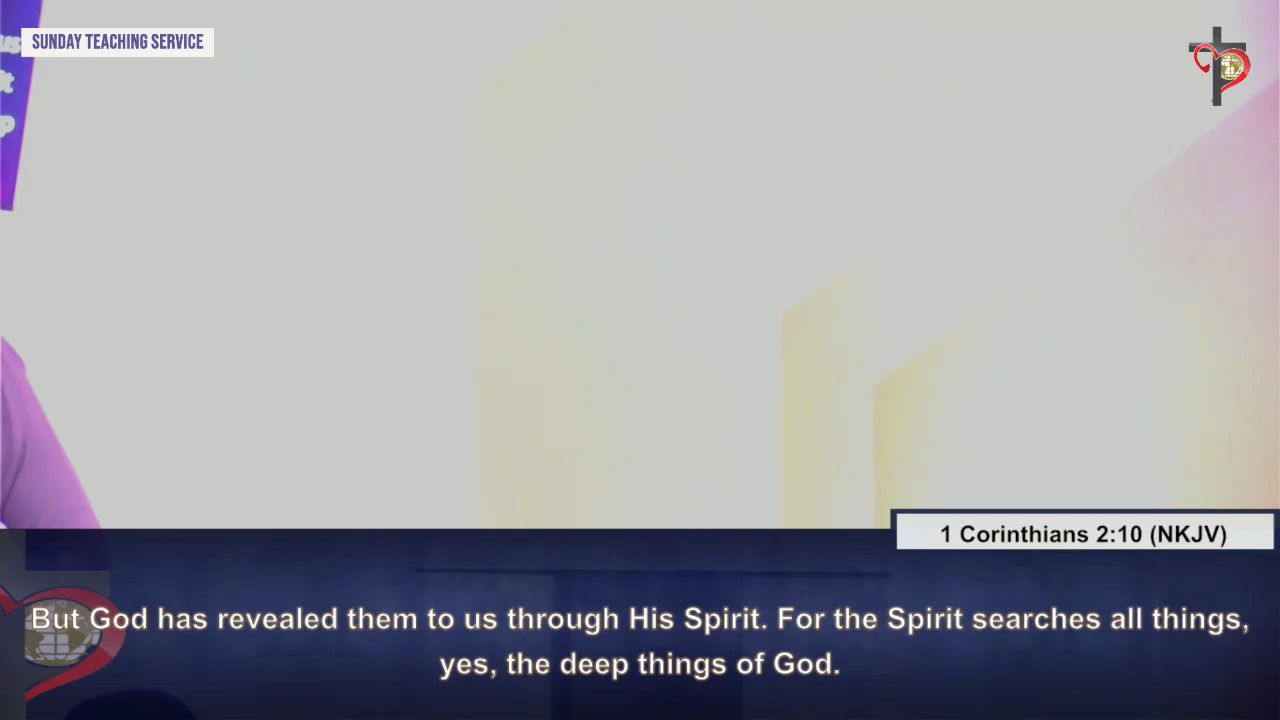 SUNDAY TEACHING SERVICE
1 Corinthians 2:10 (NKJV)
But God has revealed them to us through His Spirit. For the Spirit searches all things,
yes, the deep things of God.